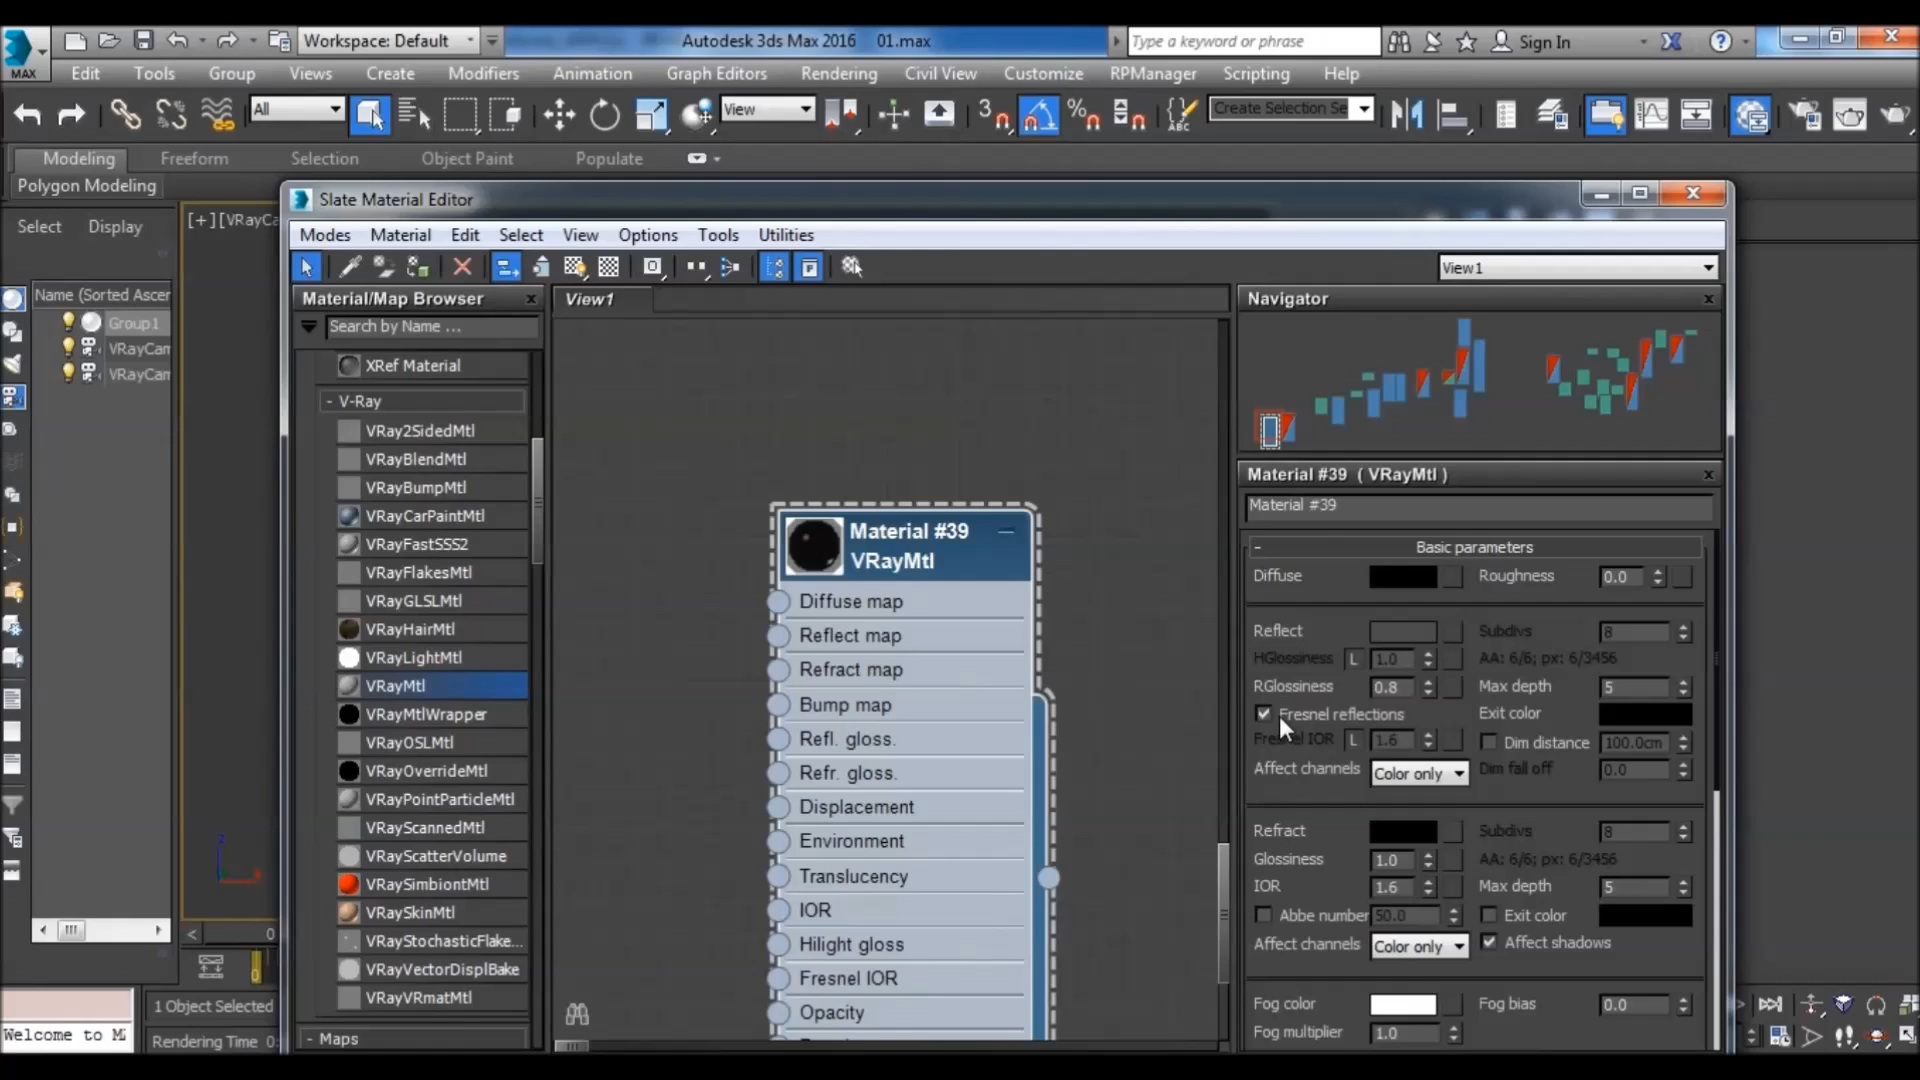 MAX
Workspace: Default
Autodesk 3ds Max 2016    01.max
Type a keyword or phrase
Sign In
Edit Tools Group Views Create Modifiers Animation Graph Editors Rendering Civil View Customize RPManager Scripting Help
All
View
3
ABC
Create Selection Se
Modeling Freeform Selection Object Paint Populate
Polygon Modeling
Select Display
[+][VRayCa
Name (Sorted Ascer
Group1
VRayCam
VRayCam
Slate Material Editor
Modes Material Edit Select View Options Tools Utilities
View1
Material/Map Browser
Search by Name ...
XRef Material
- V-Ray
VRay2SidedMtl
VRayBlendMtl
VRayBumpMtl
VRayCarPaintMtl
VRayFastSSS2
VRayFlakesMtl
VRayGLSLMtl
VRayHairMtl
VRayLightMtl
VRayMtl
VRayMtlWrapper
VRayOSLMtl
VRayOverrideMtl
VRayPointParticleMtl
VRayScannedMtl
VRayScatterVolume
VRaySimbiontMtl
VRaySkinMtl
VRayStochasticFlake...
VRayVectorDisplBake
VRayVRmatMtl
- Maps
View1
Material #39
VRayMtl
Diffuse map
Reflect map
Refract map
Bump map
Refl. gloss.
Refr. gloss.
Displacement
Environment
Translucency
IOR
Hilight gloss
Fresnel IOR
Opacity
Navigator
Material #39 ( VRayMtl )
Material #39
- Basic parameters
Diffuse Roughness 0.0
Reflect Subdivs 8
HGlossiness L 1.0 AA: 6/6; px: 6/3456
RGlossiness 0.8 Max depth 5
Fresnel reflections Exit color
Fresnel IOR L 1.6 Dim distance 100.0cm
Affect channels Color only Dim fall off 0.0
Refract Subdivs 8
Glossiness 1.0 AA: 6/6; px: 6/3456
IOR 1.6 Max depth 5
Abbe number 50.0 Exit color
Affect channels Color only Affect shadows
Fog color Fog bias 0.0
Fog multiplier 1.0
0
0
1 Object Selected
Welcome to M
Rendering Time 0: